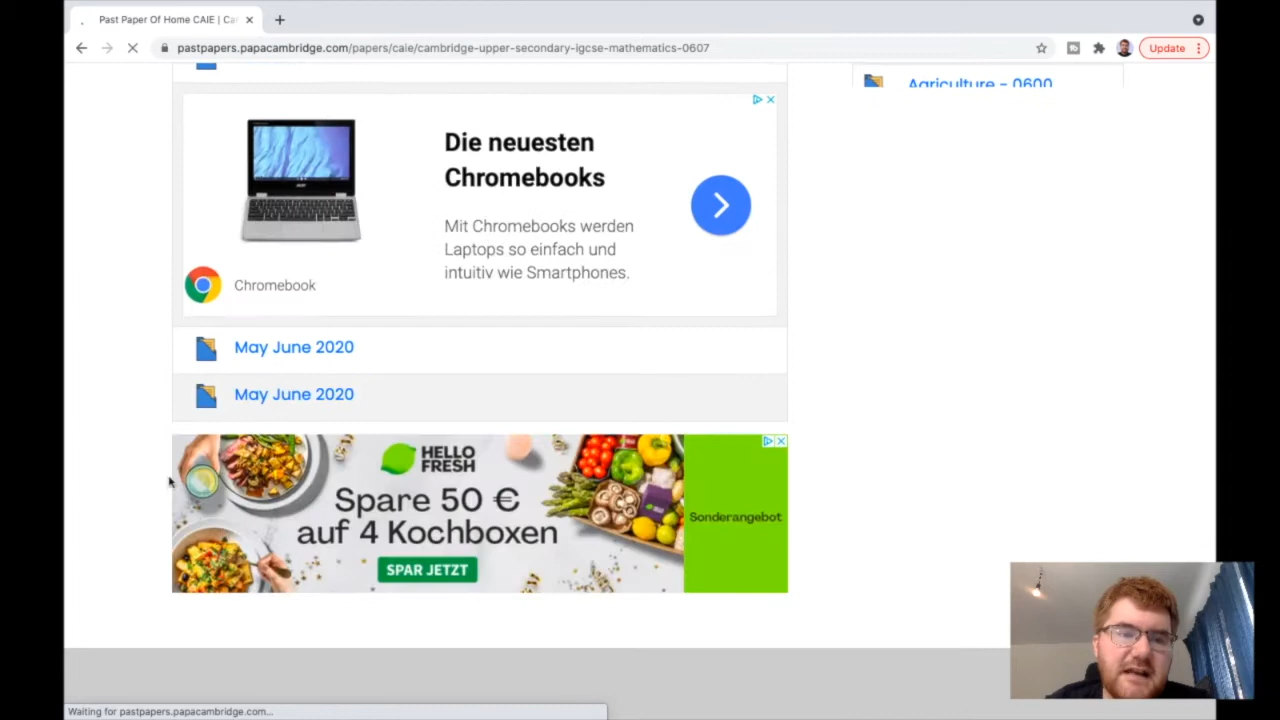 Past Paper Of Home CAIE | Ca
pastpapers.papacambridge.com/papers/caie/cambridge-upper-secondary-igcse-mathematics-0607
Update
Agriculture - 0600
Die neuesten
Chromebooks
Mit Chromebooks werden
Laptops so einfach und
intuitiv wie Smartphones.
Chromebook
May June 2020
May June 2020
HELLO
FRESH
Spare 50 €
auf 4 Kochboxen
SPAR JETZT
Sonderangebot
Waiting for pastpapers.papacambridge.com...